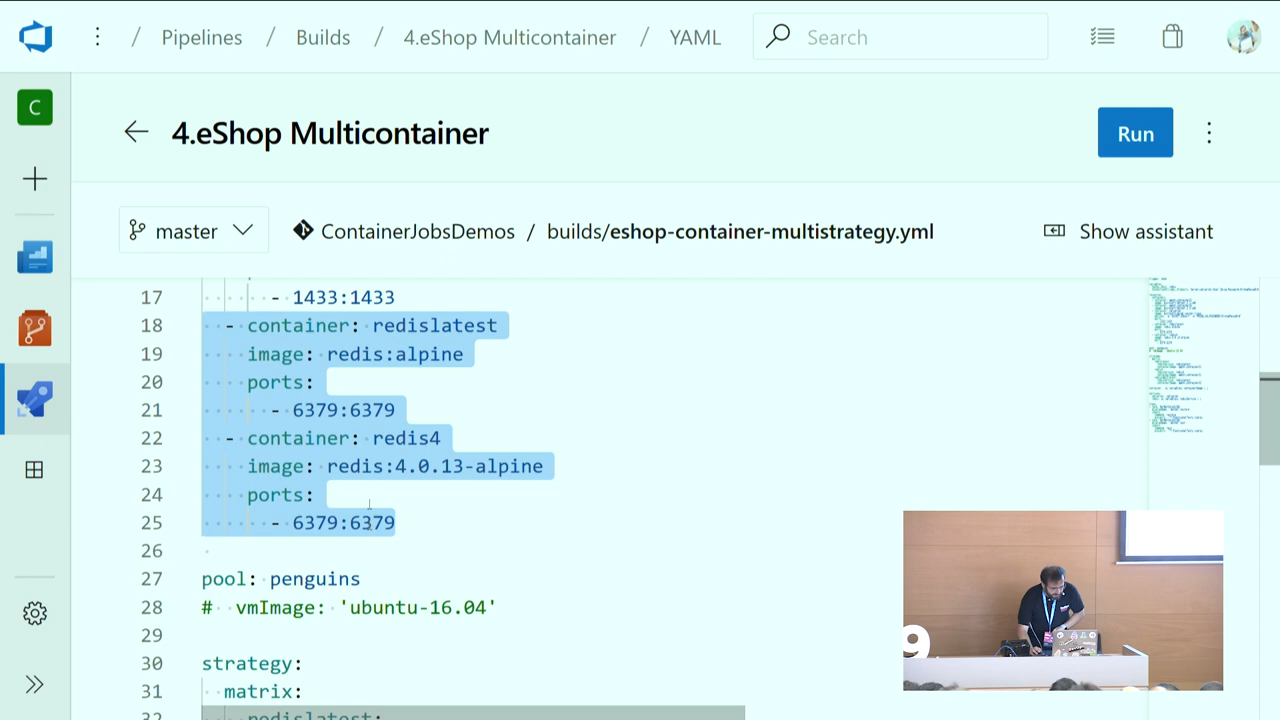 / Pipelines / Builds / 4.eShop Multicontainer / YAML
Search
C
4.eShop Multicontainer
Run
master
ContainerJobsDemos / builds/eshop-container-multistrategy.yml
Show assistant
17 - 1433:1433
18 - container: redislatest
19 image: redis:alpine
20 ports:
21 - 6379:6379
22 - container: redis4
23 image: redis:4.0.13-alpine
24 ports:
25 - 6379:6379
26
27 pool: penguins
28 # vmImage: 'ubuntu-16.04'
29
30 strategy:
31 matrix:
32 redislatest:
9